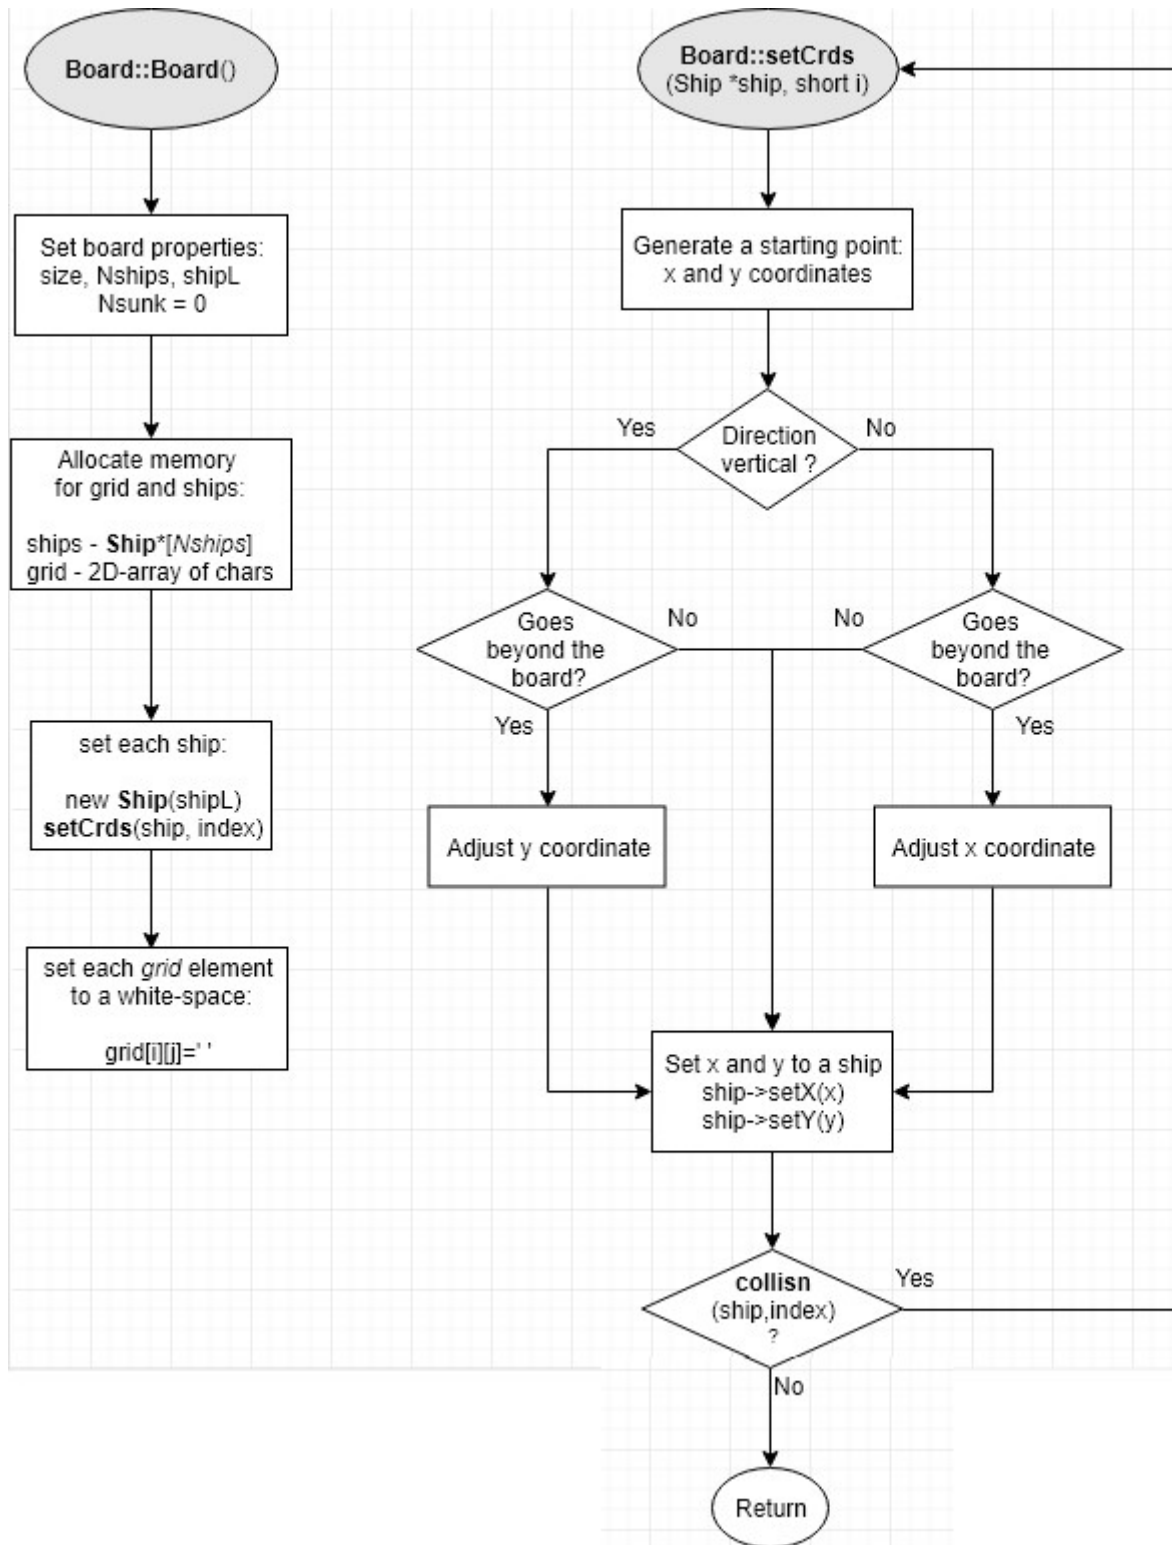 Board::Board()
Set board properties:
size, Nships, shipL
Nsunk = 0
Allocate memory
for grid and ships:
ships - Ship*[Nships]
grid - 2D-array of chars
set each ship:
new Ship(shipL)
setCrds(ship, index)
set each grid element
to a white-space:
grid[i][j]=' '
Board::setCrds
(Ship *ship, short i)
Generate a starting point:
x and y coordinates
Yes
Direction
vertical ?
No
Goes
beyond the
board?
No
No
Goes
beyond the
board?
Yes
Yes
Adjust y coordinate
Adjust x coordinate
Set x and y to a ship
ship->setX(x)
ship->setY(y)
collisn
(ship,index)
?
Yes
No
Return